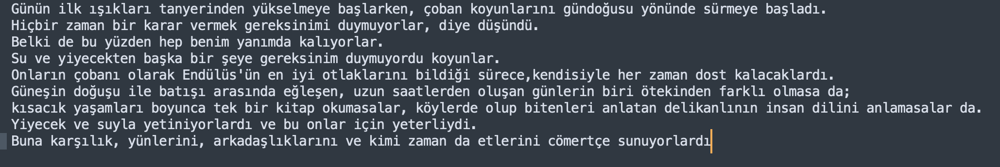 Günün ilk ışıkları tanyerinden yükselmeye başlarken, çoban koyunlarını gündoğusu yönünde sürmeye başladı.
Hiçbir zaman bir karar vermek gereksinimi duymuyorlar, diye düşündü.
Belki de bu yüzden hep benim yanımda kalıyorlar.
Su ve yiyecekten başka bir şeye gereksinim duymuyordu koyunlar.
Onların çobanı olarak Endülüs'ün en iyi otlaklarını bildiği sürece,kendisiyle her zaman dost kalacaklardı.
Güneşin doğuşu ile batışı arasında eğleşen, uzun saatlerden oluşan günlerin biri ötekinden farklı olmasa da;
kısacık yaşamları boyunca tek bir kitap okumasalar, köylerde olup bitenleri anlatan delikanlının insan dilini anlamasalar da.
Yiyecek ve suyla yetiniyorlardı ve bu onlar için yeterliydi.
Buna karşılık, yünlerini, arkadaşlıklarını ve kimi zaman da etlerini cömertçe sunuyorlardı